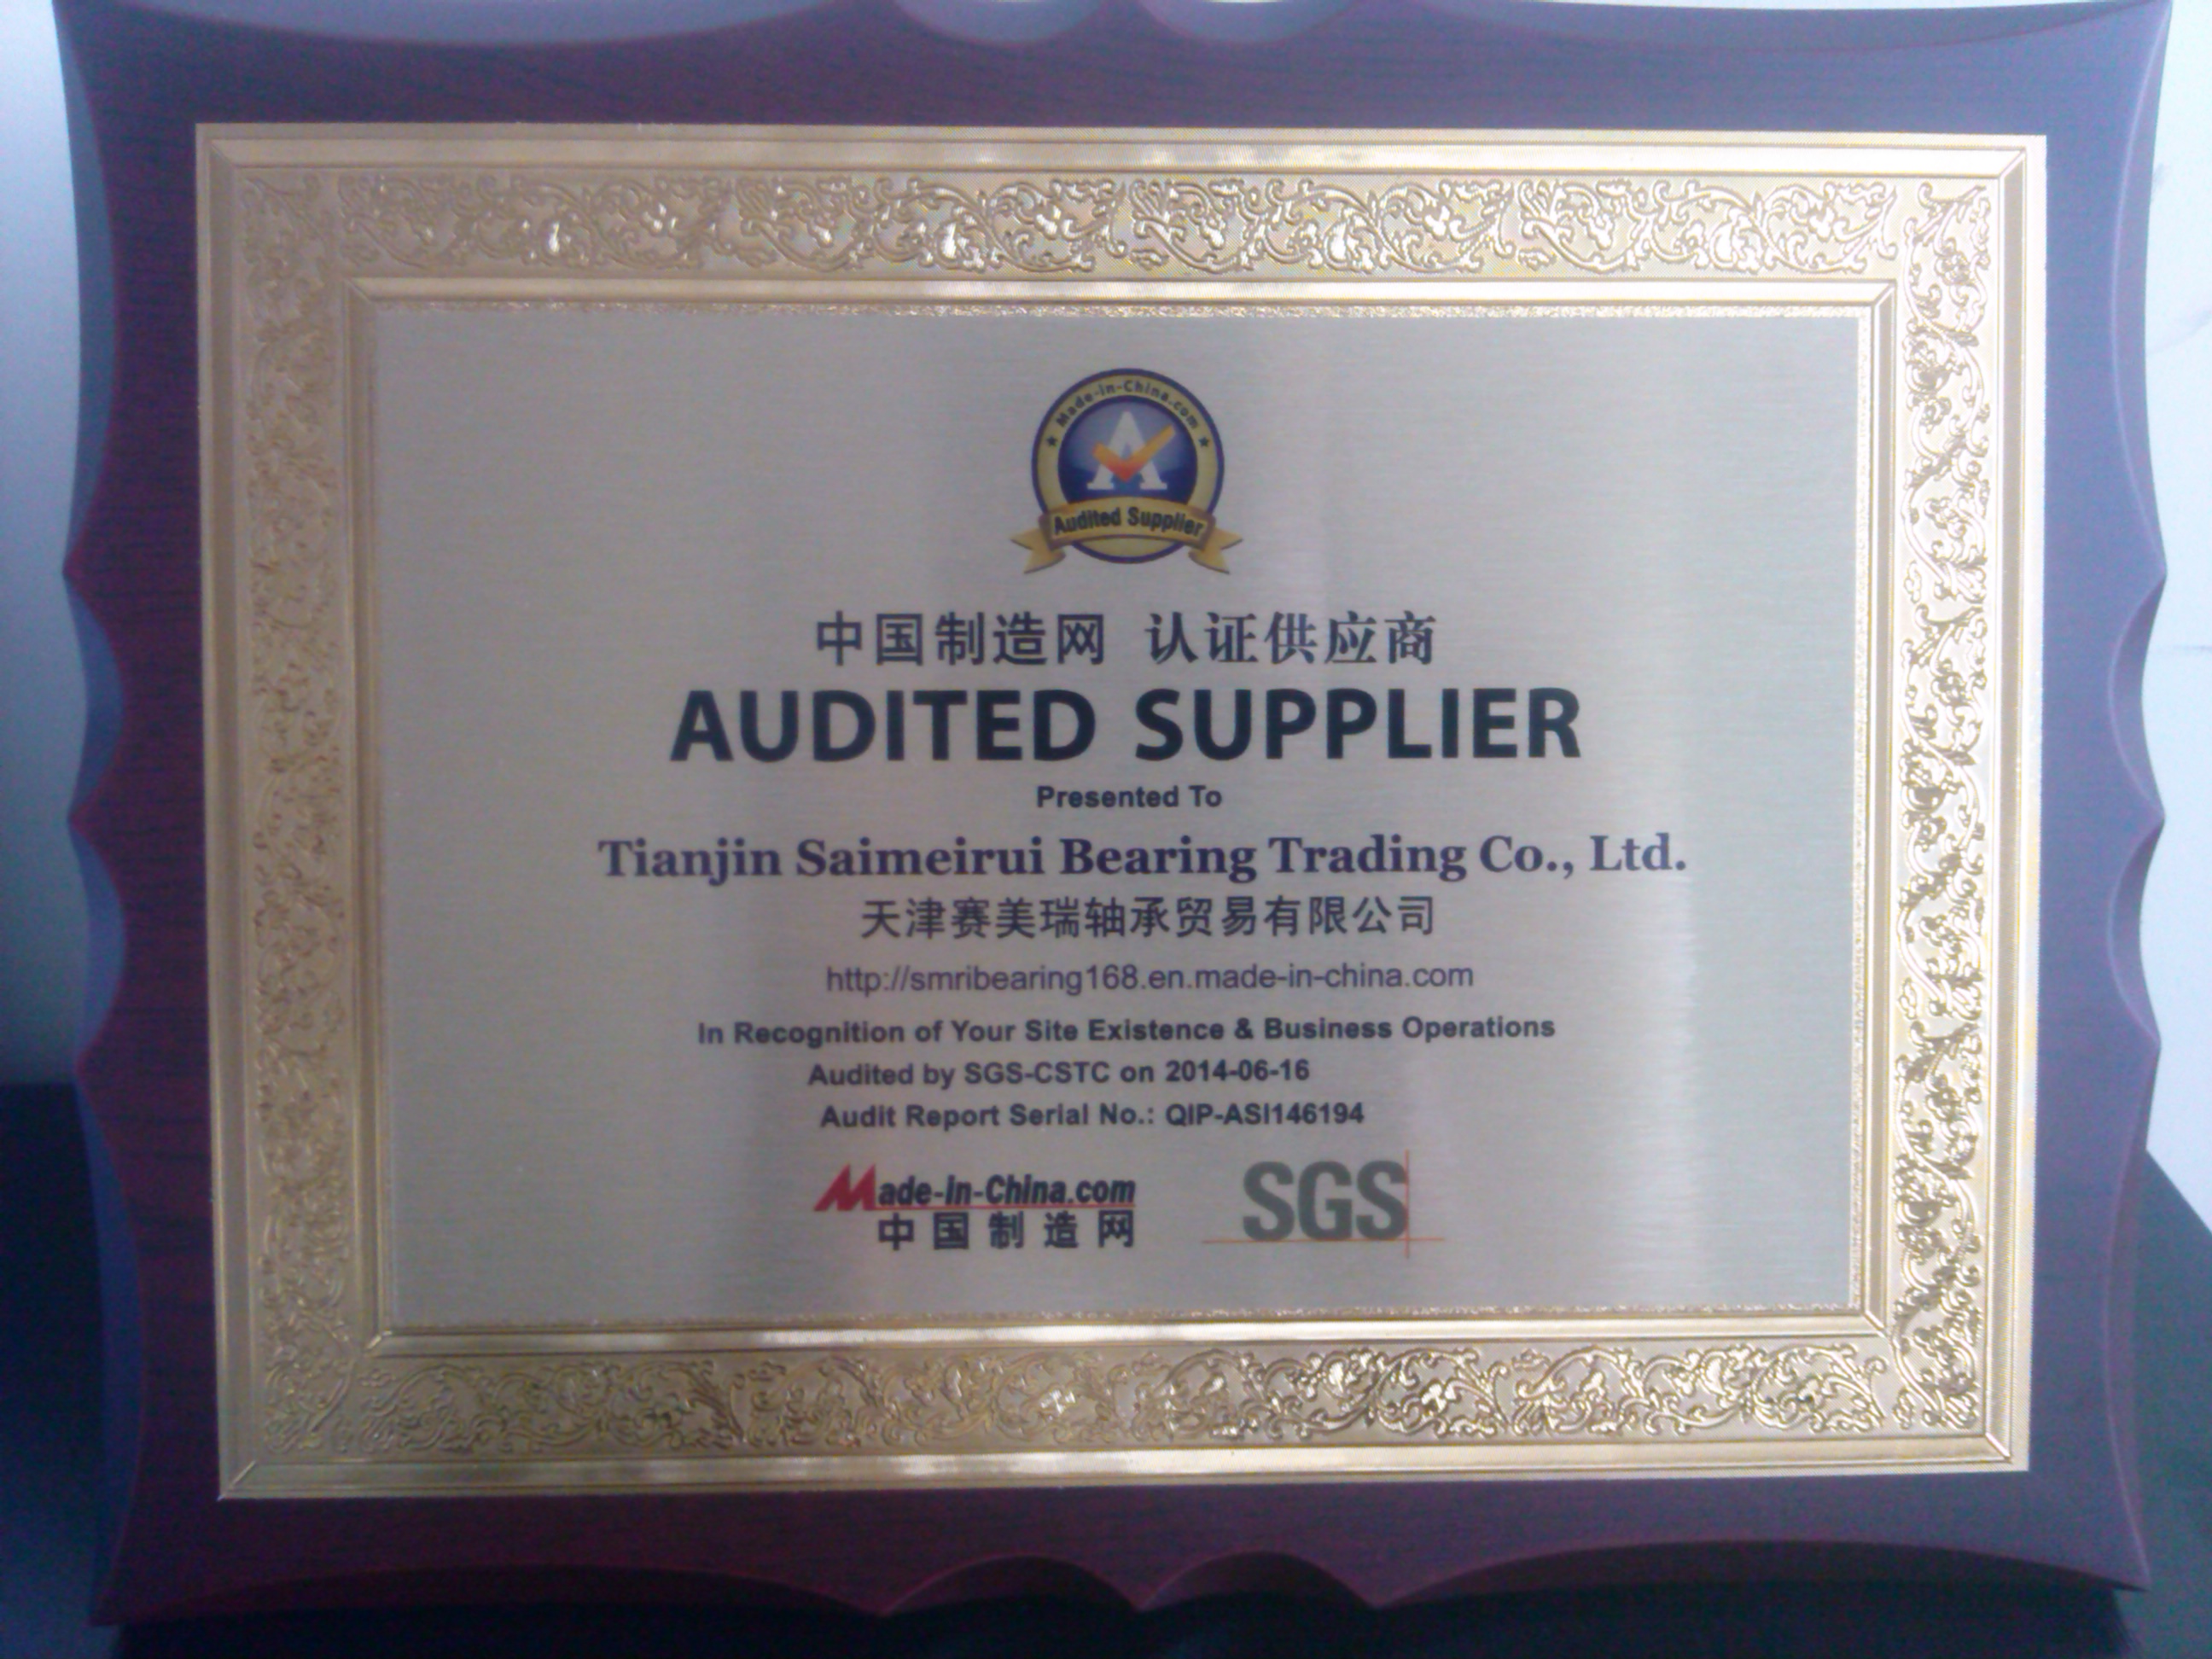 Made-in-China.com
Audited Supplier
中国制造网 认证供应商
AUDITED SUPPLIER
Presented To
Tianjin Saimeirui Bearing Trading Co., Ltd.
天津赛美瑞轴承贸易有限公司
http://smribearing168.en.made-in-china.com
In Recognition of Your Site Existence & Business Operations
Audited by SGS-CSTC on 2014-06-16
Audit Report Serial No.: QIP-ASI146194
Made-in-China.com
中国制造网
SGS